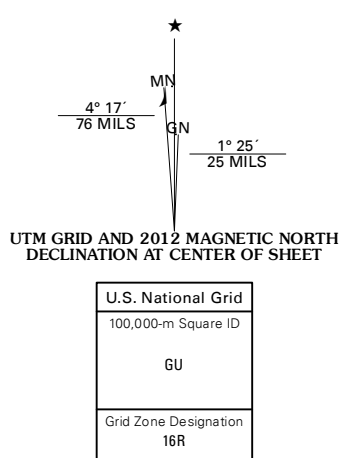 ★
MN
4° 17´
76 MILS
GN
1° 25´
25 MILS
UTM GRID AND 2012 MAGNETIC NORTH
DECLINATION AT CENTER OF SHEET
U.S. National Grid
100,000-m Square ID
GU
Grid Zone Designation
16R